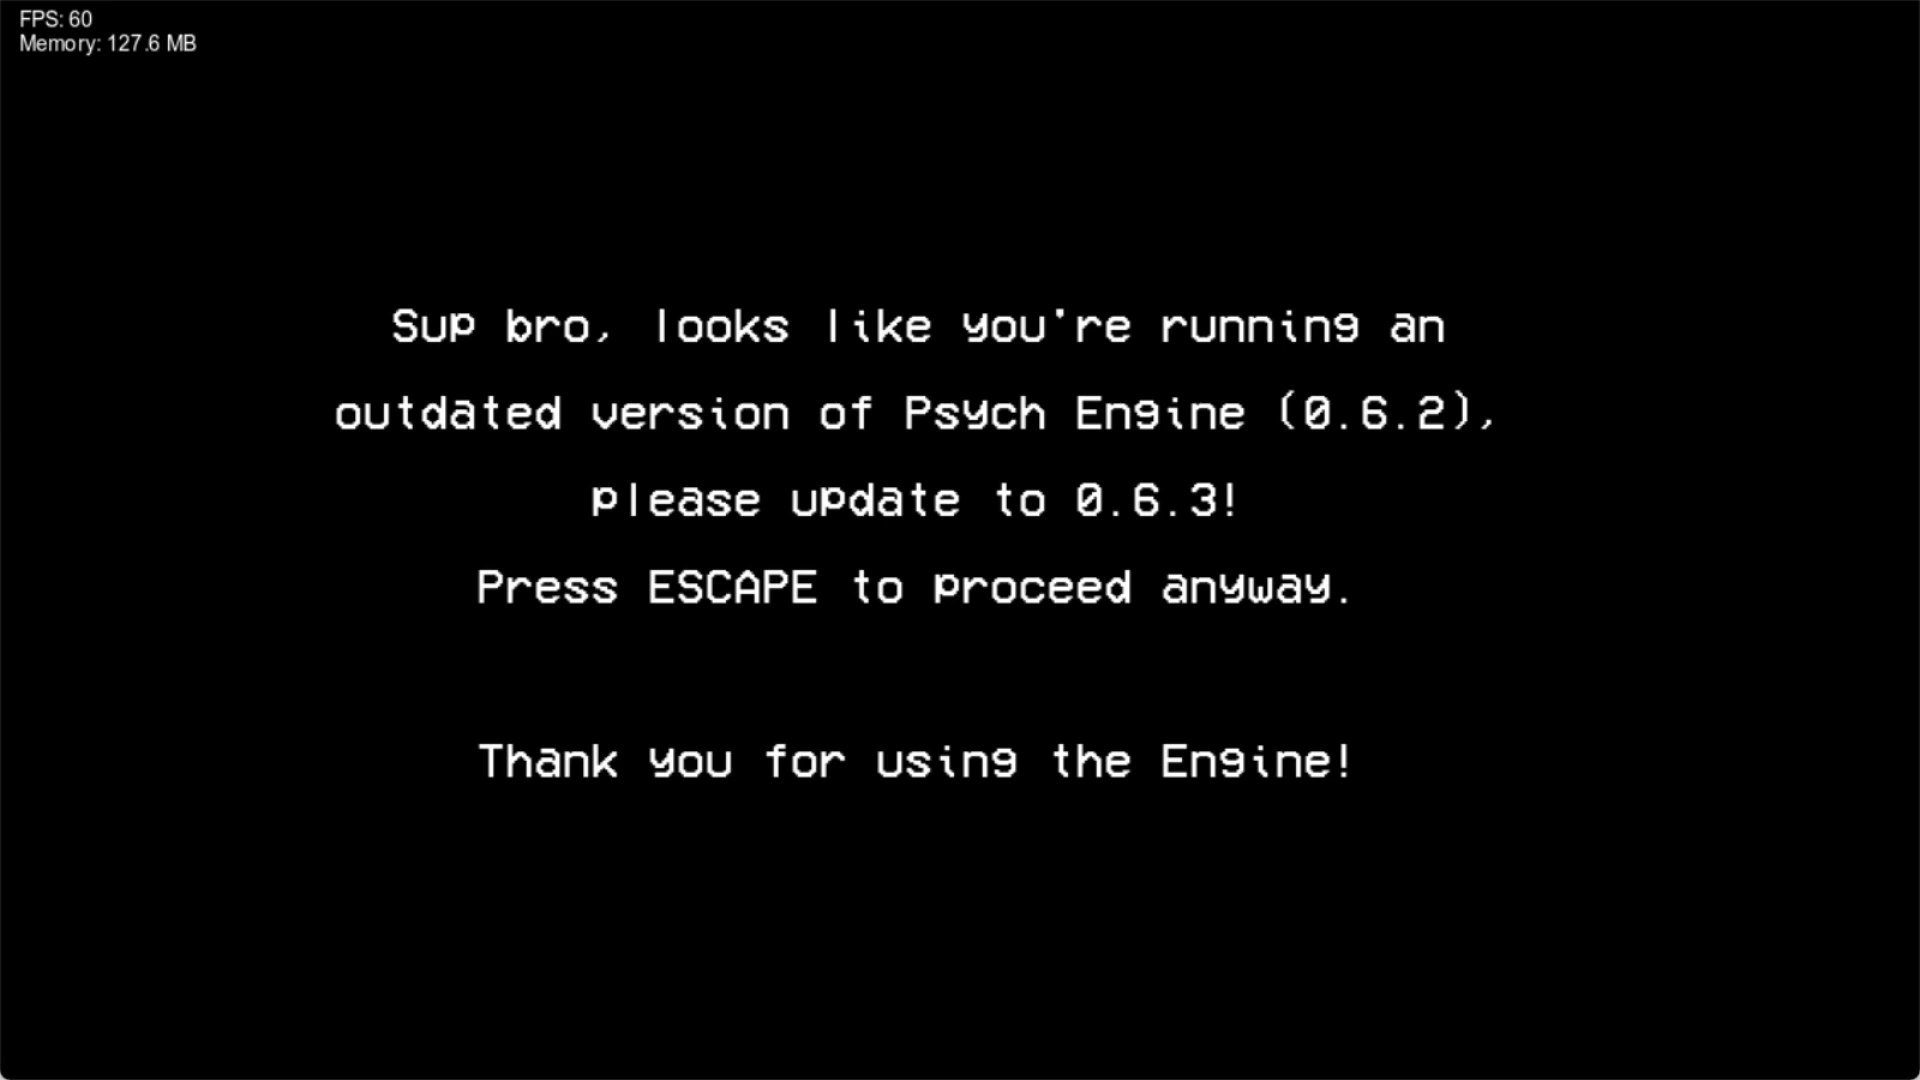 FPS: 60
Memory: 127.6 MB
Sup bro, looks like you're running an
outdated version of Psych Engine (0.6.2),
please update to 0.6.3!
Press ESCAPE to proceed anyway.
Thank you for using the Engine!